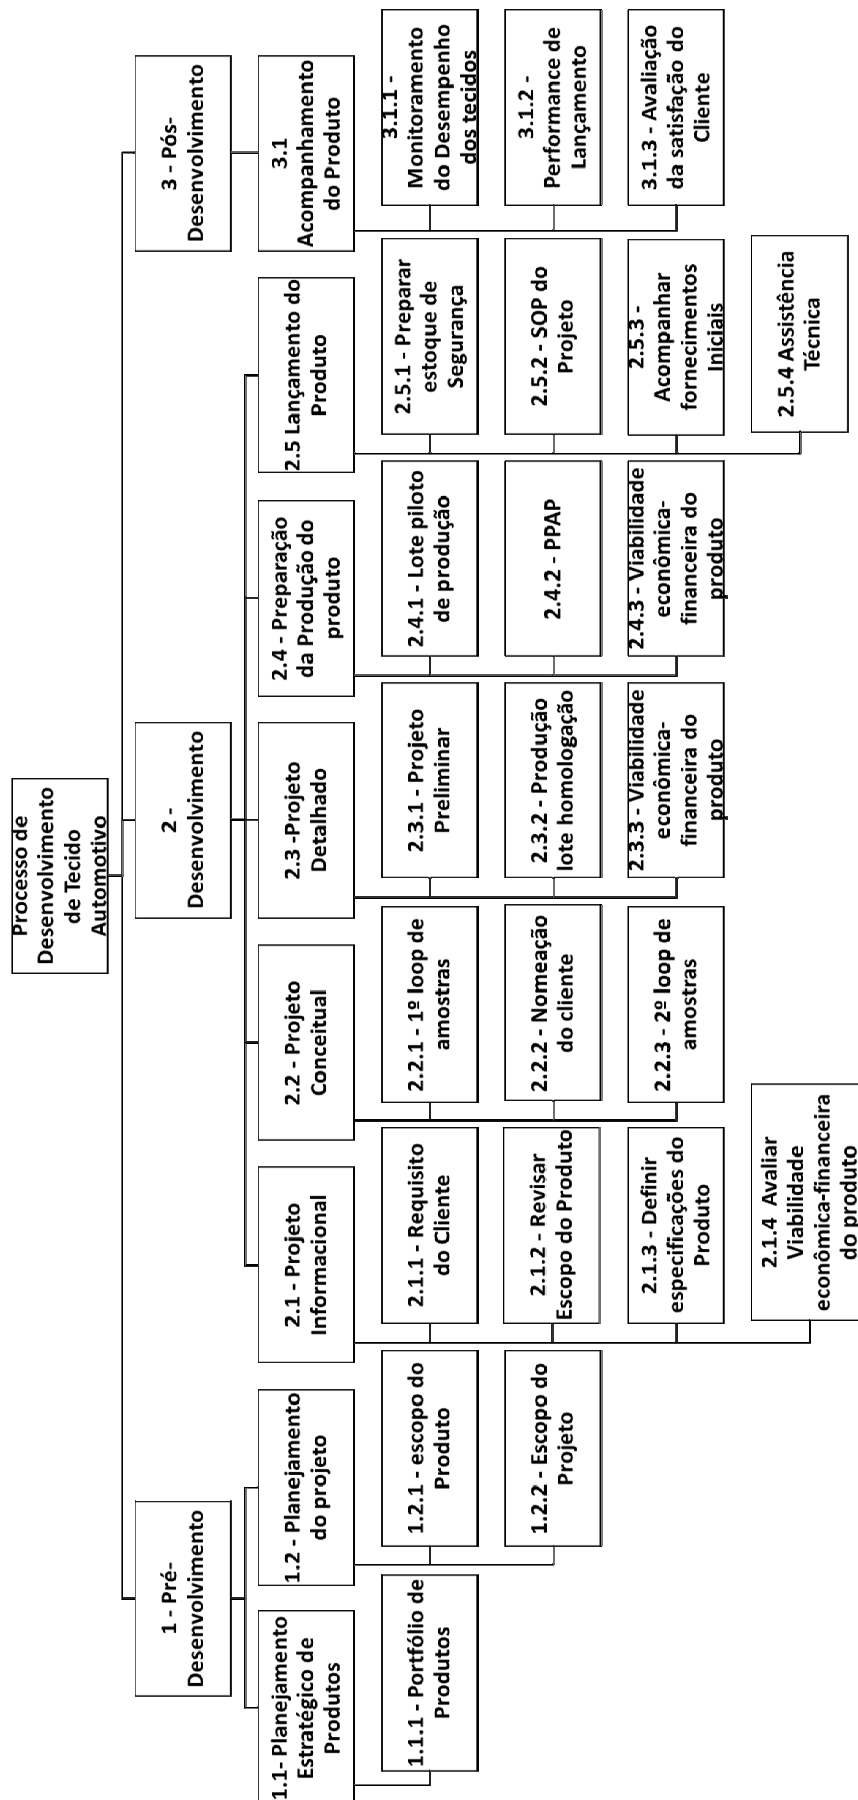 Processo de
Desenvolvimento
de Tecido
Automotivo
1 - Pré-
Desenvolvimento
2 -
Desenvolvimento
3 - Pós-
Desenvolvimento
1.1- Planejamento
Estratégico de
Produtos
1.2 - Planejamento
do projeto
2.1 - Projeto
Informacional
2.2 - Projeto
Conceitual
2.3 -Projeto
Detalhado
2.4 - Preparação
da Produção do
produto
2.5 Lançamento do
Produto
3.1
Acompanhamento
do Produto
1.1.1 - Portfólio de
Produtos
1.2.1 - escopo do
Produto
2.1.1 - Requisito
do Cliente
2.2.1 - 1º loop de
amostras
2.3.1 - Projeto
Preliminar
2.4.1 - Lote piloto
de produção
2.5.1 - Preparar
estoque de
Segurança
3.1.1 -
Monitoramento
do Desempenho
dos tecidos
1.2.2 - Escopo do
Projeto
2.1.2 - Revisar
Escopo do Produto
2.2.2 - Nomeação
do cliente
2.3.2 - Produção
lote homologação
2.4.2 - PPAP
2.5.2 - SOP do
Projeto
3.1.2 -
Performance de
Lançamento
2.1.3 - Definir
especificações do
Produto
2.2.3 - 2º loop de
amostras
2.3.3 - Viabilidade
econômica-
financeira do
produto
2.4.3 - Viabilidade
econômica-
financeira do
produto
2.5.3 -
Acompanhar
fornecimentos
Iniciais
3.1.3 - Avaliação
da satisfação do
Cliente
2.1.4 Avaliar
Viabilidade
econômica-financeira
do produto
2.5.4 Assistência
Técnica